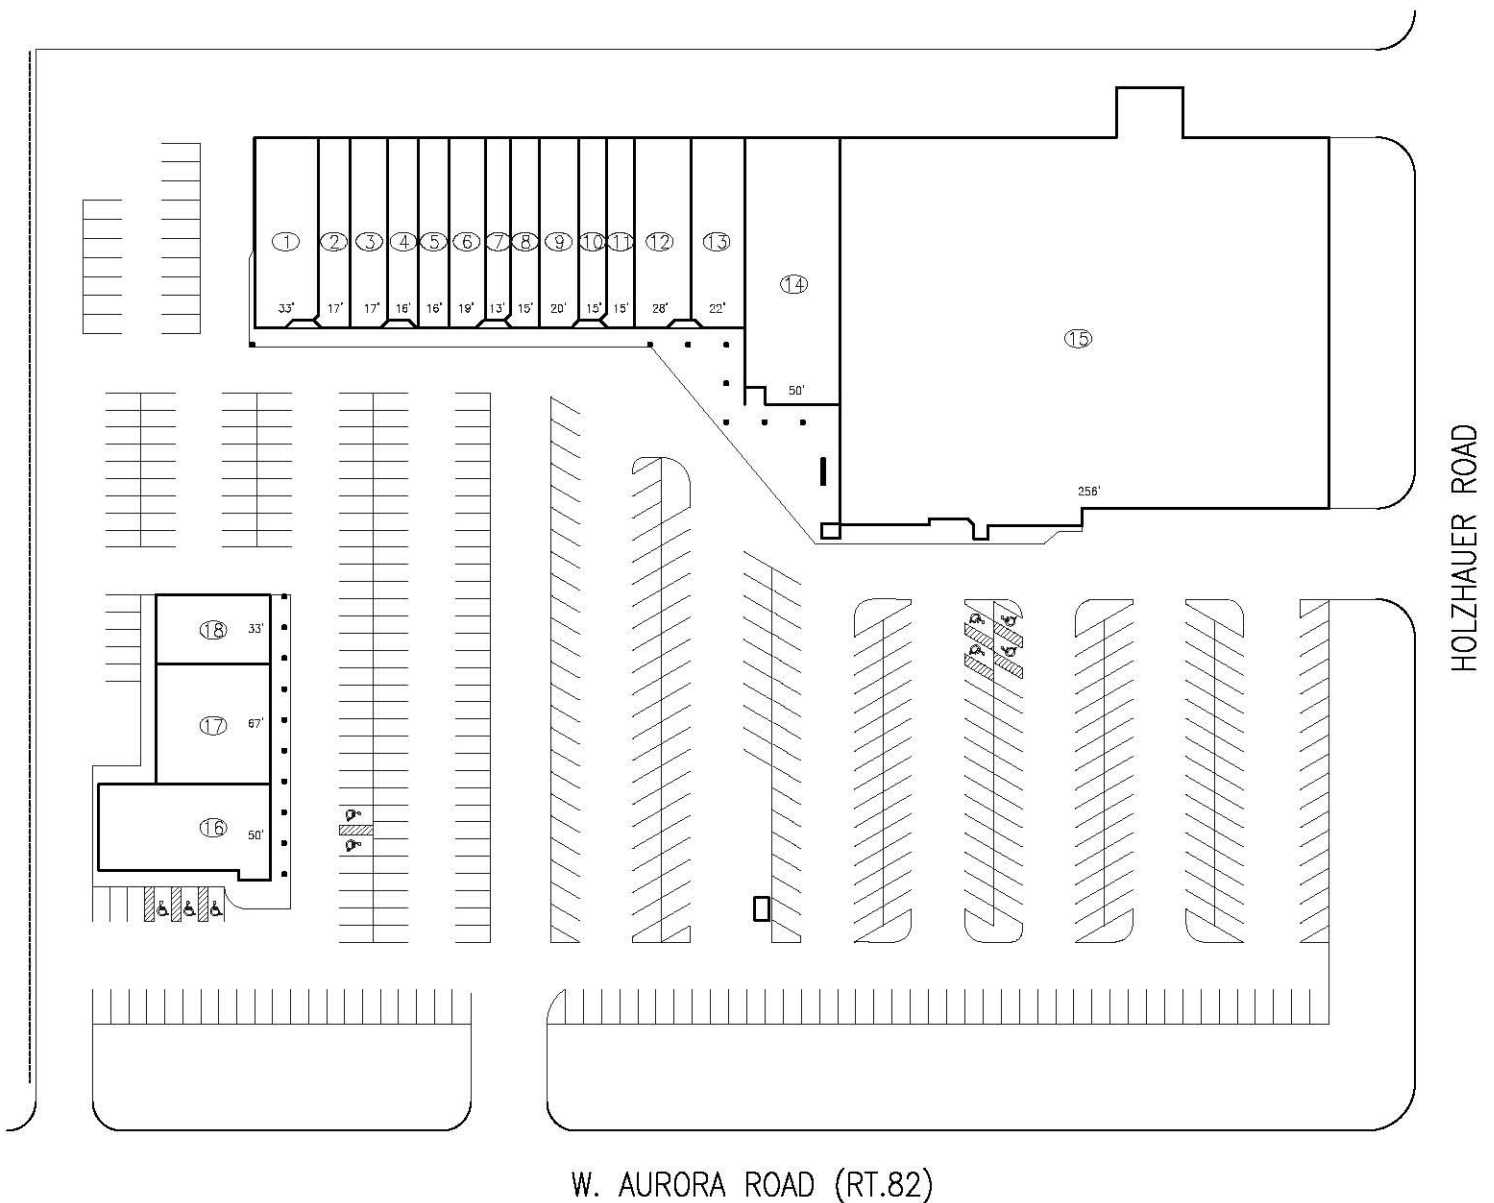 1 2 3 4 5 6 7 8 9 10 11 12 13
14
33' 17' 17' 16' 16' 19' 13' 15' 20' 15' 15' 28' 22'
15
50'
256'
HOLZHAUER ROAD
18 33'
17 67'
16 50'
W. AURORA ROAD (RT.82)